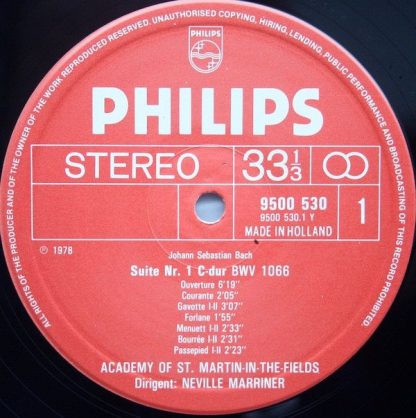 ALL RIGHTS OF THE PRODUCER AND OF THE OWNER OF THE WORK REPRODUCED RESERVED. UNAUTHORISED COPYING, HIRING, LENDING, PUBLIC PERFORMANCE AND BROADCASTING OF THIS RECORD PROHIBITED.
PHILIPS
PHILIPS
STEREO 33 1/3
9500 530
9500 530.1 Y
MADE IN HOLLAND
1
℗ 1978
Johann Sebastian Bach
Suite Nr. 1 C-dur BWV 1066
Ouverture 6'19"
Courante 2'05"
Gavotte I-II 3'07"
Forlane 1'55"
Menuett I-II 2'33"
Bourrée I-II 2'31"
Passepied I-II 2'23"
ACADEMY OF ST. MARTIN-IN-THE-FIELDS
Dirigent: NEVILLE MARRINER